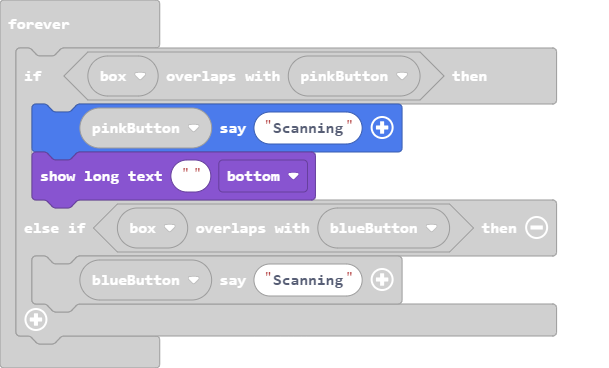 forever
if box overlaps with pinkButton then
pinkButton say "Scanning"
show long text "" bottom
else if box overlaps with blueButton then
blueButton say "Scanning"